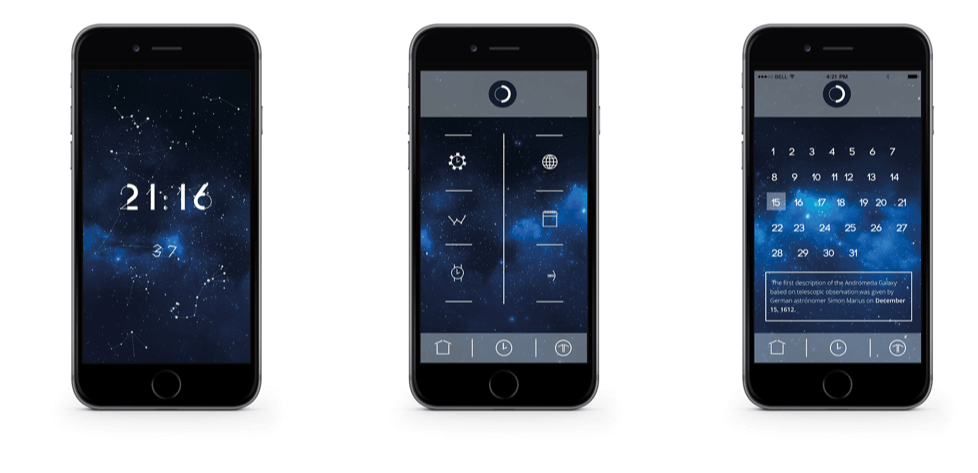 21:16
37
BELL 4:21 PM
1 2 3 4 5 6 7
8 9 10 11 12 13 14
15 16 17 18 19 20 21
22 23 24 25 26 27
28 29 30 31
The first description of the Andromeda Galaxy
based on telescopic observation was given by
German astronomer Simon Marius on December
15, 1612.